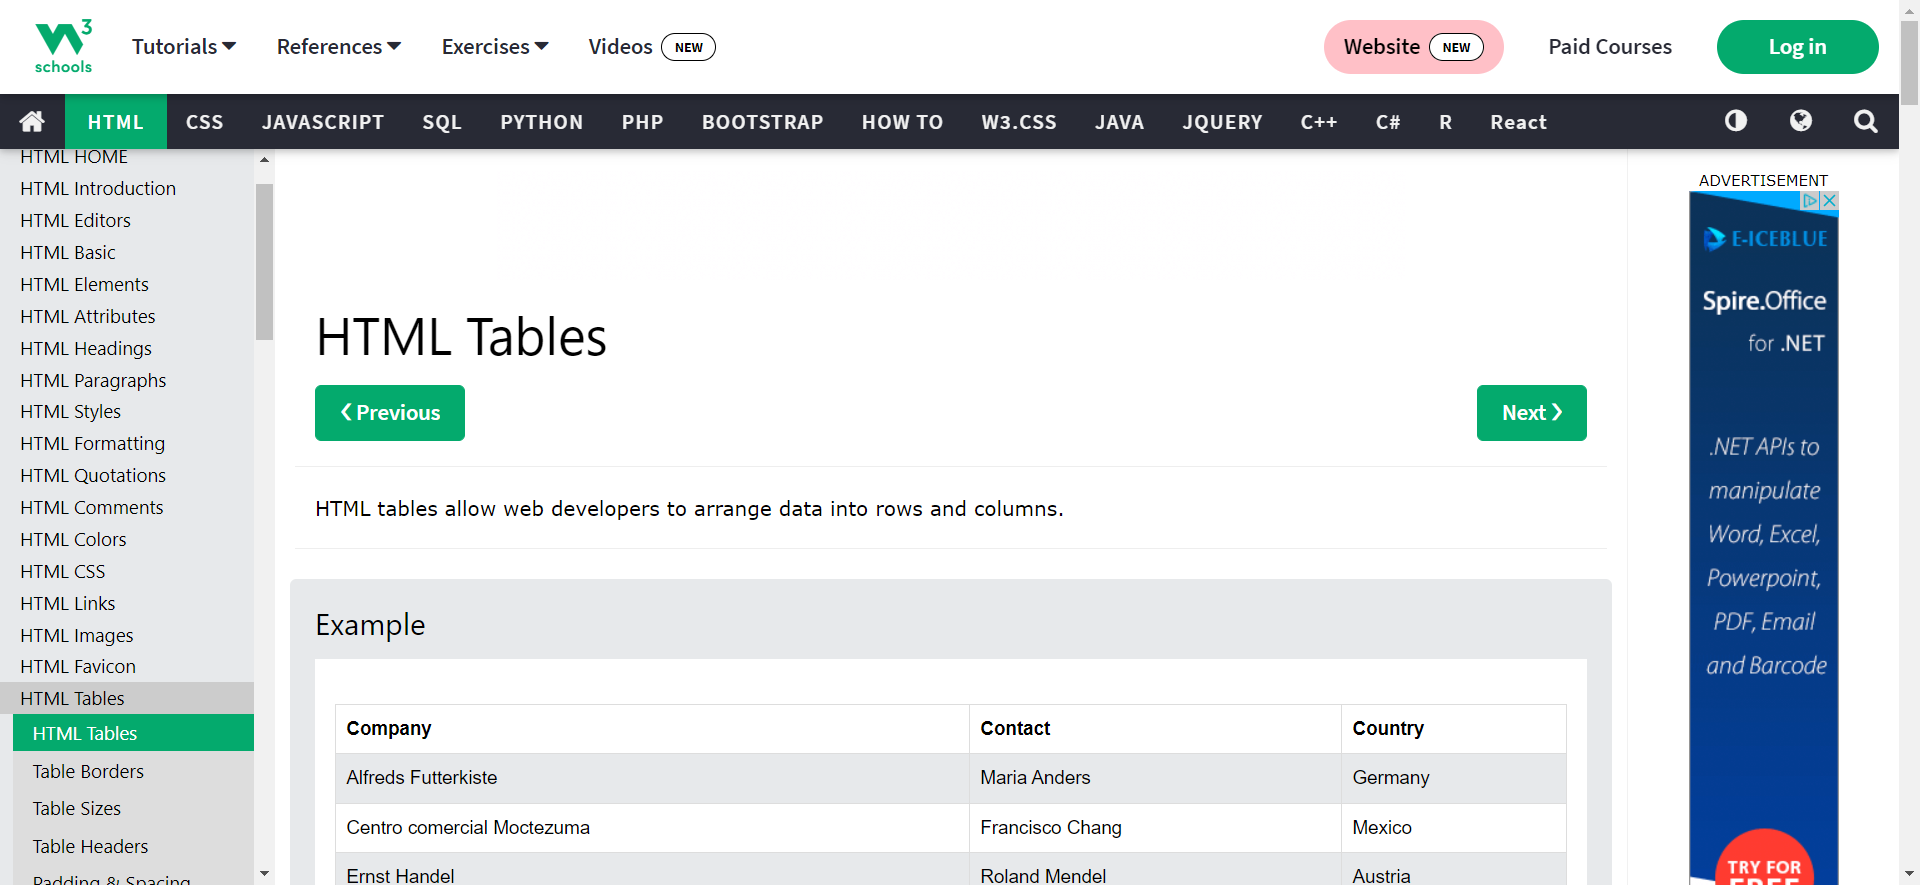 3
schools
Tutorials
References
Exercises
Videos NEW
Website NEW
Paid Courses
Log in
HTML CSS JAVASCRIPT SQL PYTHON PHP BOOTSTRAP HOW TO W3.CSS JAVA JQUERY C++ C# R React
HTML HOME
HTML Introduction
HTML Editors
HTML Basic
HTML Elements
HTML Attributes
HTML Headings
HTML Paragraphs
HTML Styles
HTML Formatting
HTML Quotations
HTML Comments
HTML Colors
HTML CSS
HTML Links
HTML Images
HTML Favicon
HTML Tables
HTML Tables
Table Borders
Table Sizes
Table Headers
Padding & Spacing
HTML Tables
❮ Previous
Next ❯
HTML tables allow web developers to arrange data into rows and columns.
Example
Company Contact Country
Alfreds Futterkiste Maria Anders Germany
Centro comercial Moctezuma Francisco Chang Mexico
Ernst Handel Roland Mendel Austria
ADVERTISEMENT
E-ICEBLUE
Spire.Office
for .NET
.NET APIs to
manipulate
Word, Excel,
Powerpoint,
PDF, Email
and Barcode
TRY FOR
FREE